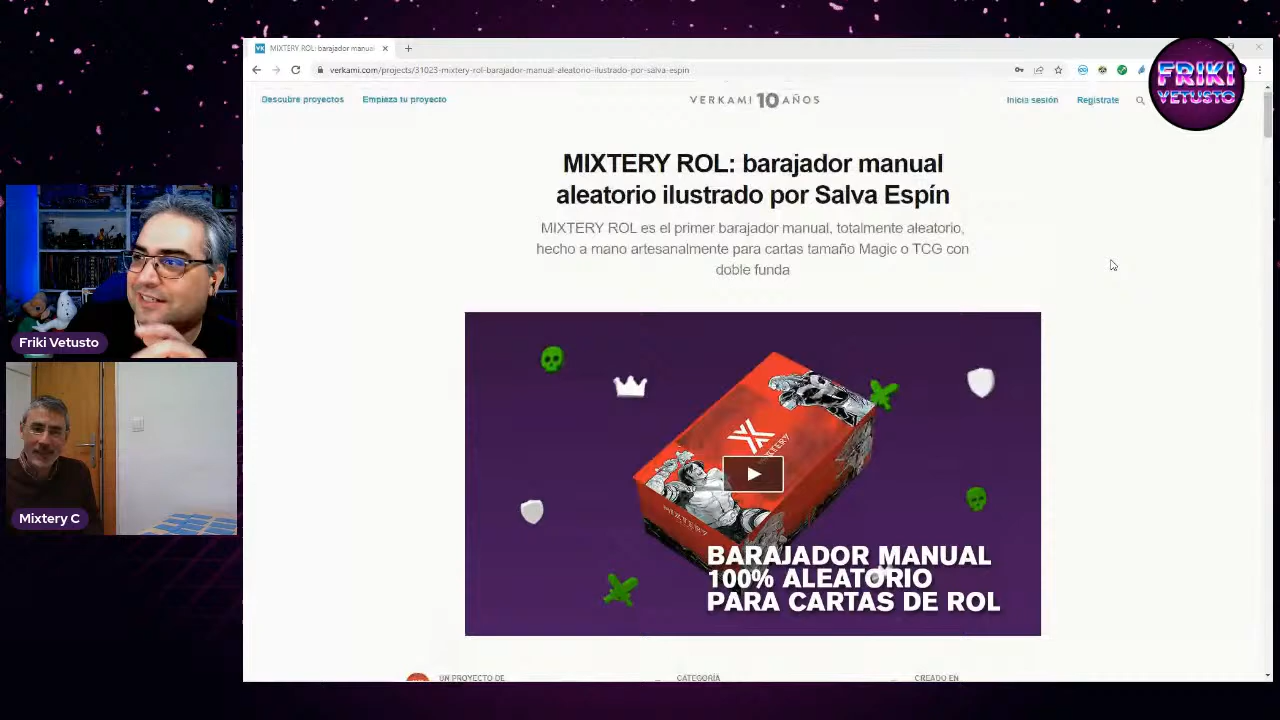 MIXTERY ROL: barajador manual
verkami.com/projects/31023-mixtery-rol-barajador-manual-aleatorio-ilustrado-por-salva-espin
FRIKI
VETUSTO
Descubre proyectos
Empieza tu proyecto
VERKAMI 10 AÑOS
Inicia sesión
Regístrate
MIXTERY ROL: barajador manual
aleatorio ilustrado por Salva Espín
MIXTERY ROL es el primer barajador manual, totalmente aleatorio,
hecho a mano artesanalmente para cartas tamaño Magic o TCG con
doble funda
Friki Vetusto
Mixtery C
MIXTERY
MIXTERY
BARAJADOR MANUAL
100% ALEATORIO
PARA CARTAS DE ROL
UN PROYECTO DE
CATEGORÍA
CREADO EN